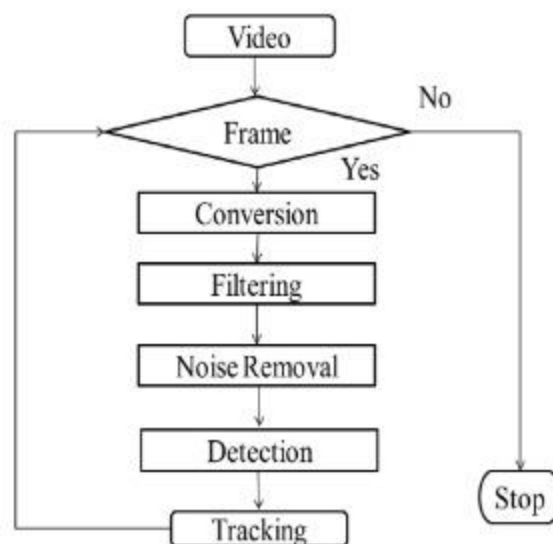 Video
No
Frame
Yes
Conversion
Filtering
Noise Removal
Detection
Stop
Tracking